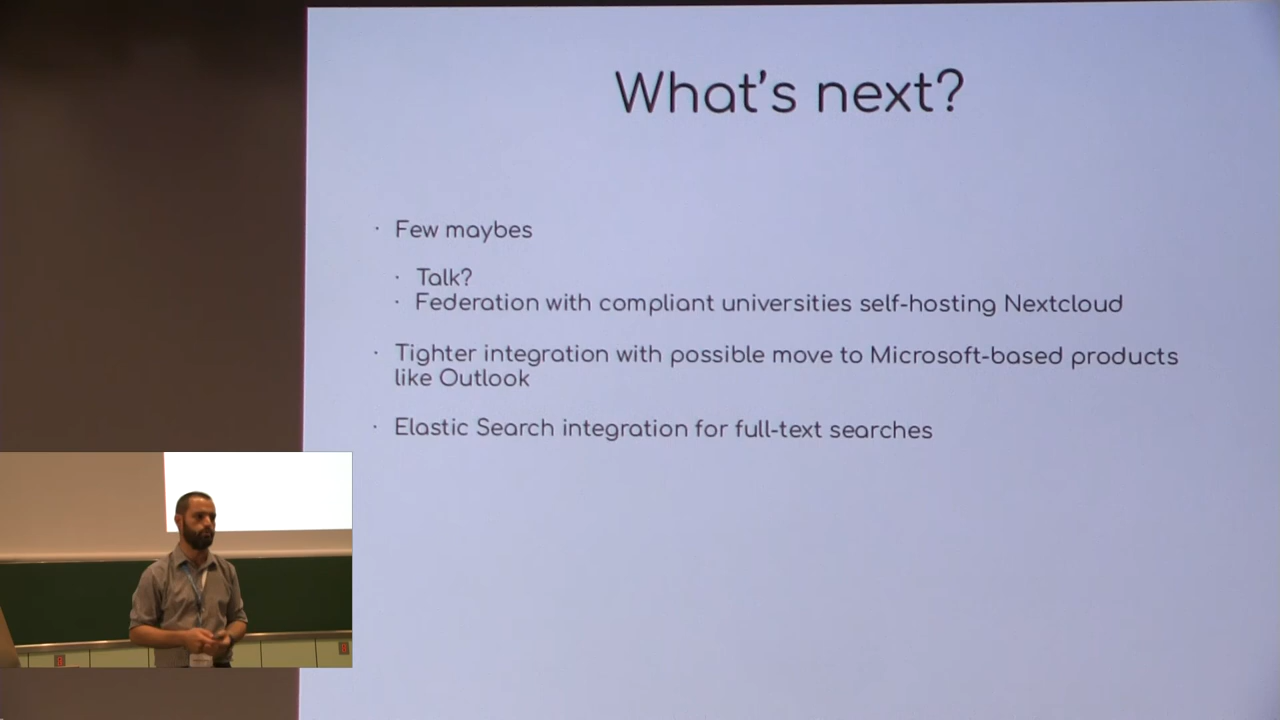 What's next?
· Few maybes
· Talk?
· Federation with compliant universities self-hosting Nextcloud
· Tighter integration with possible move to Microsoft-based products
like Outlook
· Elastic Search integration for full-text searches